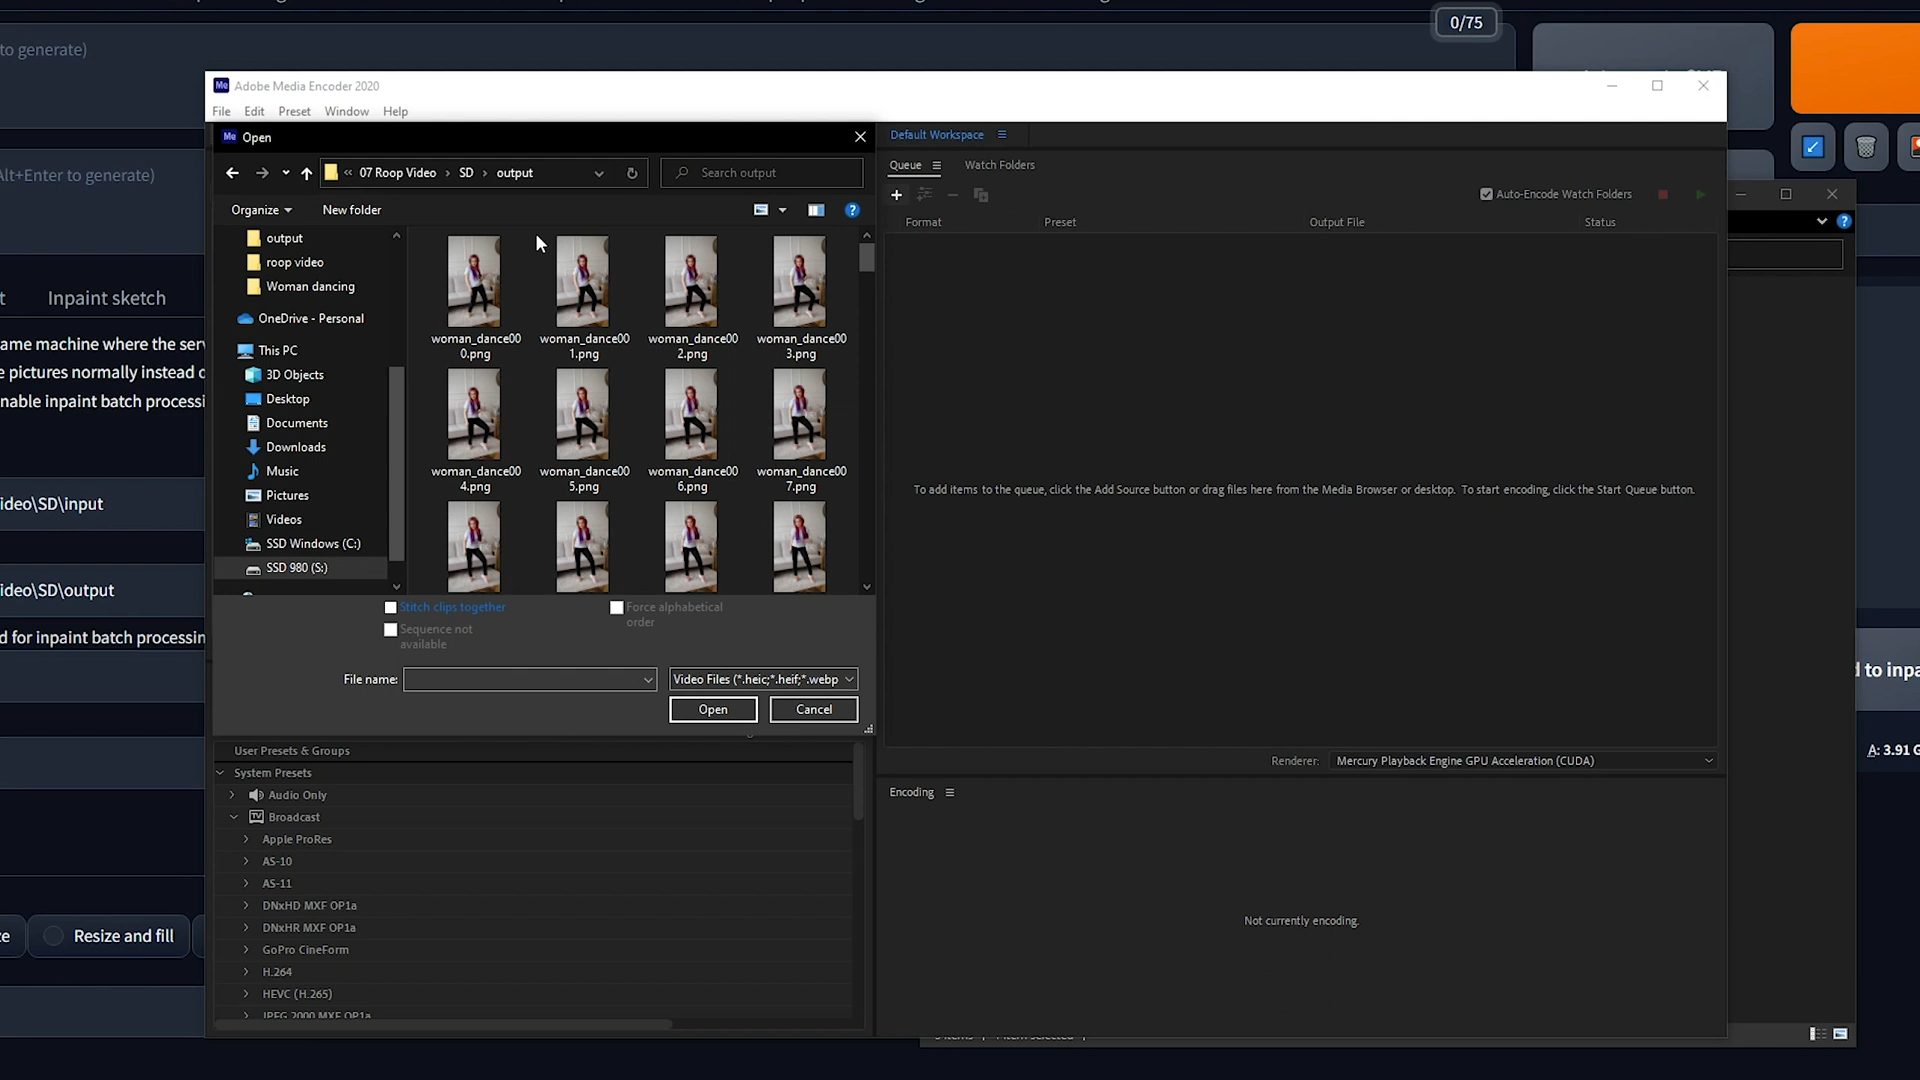 to generate)
0/75
Me Adobe Media Encoder 2020
File Edit Preset Window Help
Me Open
« 07 Roop Video › SD › output
Search output
Organize
New folder
output
roop video
Woman dancing
OneDrive - Personal
This PC
3D Objects
Desktop
Documents
Downloads
Music
Pictures
Videos
SSD Windows (C:)
SSD 980 (S:)
woman_dance00
0.png
woman_dance00
1.png
woman_dance00
2.png
woman_dance00
3.png
woman_dance00
4.png
woman_dance00
5.png
woman_dance00
6.png
woman_dance00
7.png
Stitch clips together
Force alphabetical
order
Sequence not
available
File name:
Video Files (*.heic;*.heif;*.webp
Open
Cancel
User Presets & Groups
System Presets
Audio Only
TV Broadcast
Apple ProRes
AS-10
AS-11
DNxHD MXF OP1a
DNxHR MXF OP1a
GoPro CineForm
H.264
HEVC (H.265)
JPEG 2000 MXF OP1a
Default Workspace
Queue
Watch Folders
Auto-Encode Watch Folders
Format
Preset
Output File
Status
To add items to the queue, click the Add Source button or drag files here from the Media Browser or desktop. To start encoding, click the Start Queue button.
Renderer: Mercury Playback Engine GPU Acceleration (CUDA)
Encoding
Not currently encoding.
Alt+Enter to generate)
t
Inpaint sketch
ame machine where the serv
e pictures normally instead o
nable inpaint batch processi
ideo\SD\input
ideo\SD\output
d for inpaint batch processin
ze
Resize and fill
d to inpa
A: 3.91 G